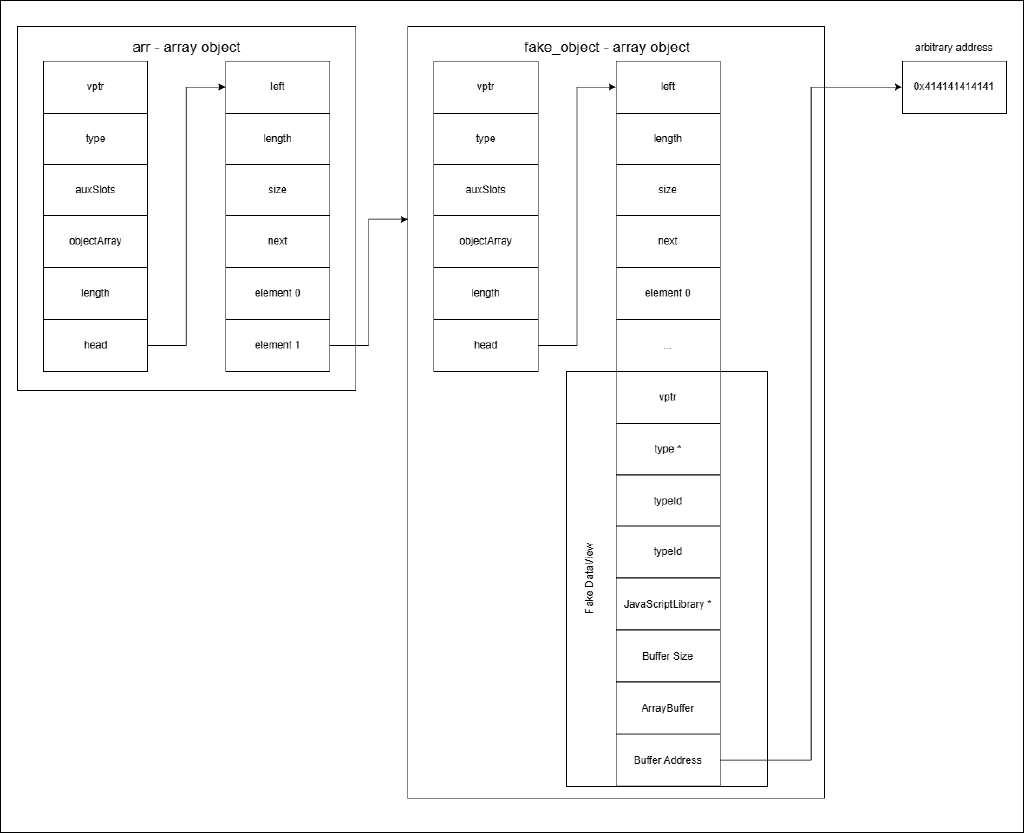 arr - array object
vptr
type
auxSlots
objectArray
length
head
left
length
size
next
element 0
element 1
fake_object - array object
vptr
type
auxSlots
objectArray
length
head
left
length
size
next
element 0
...
Fake DataView
vptr
type *
typeId
typeId
JavaScriptLibrary *
Buffer Size
ArrayBuffer
Buffer Address
arbitrary address
0x414141414141